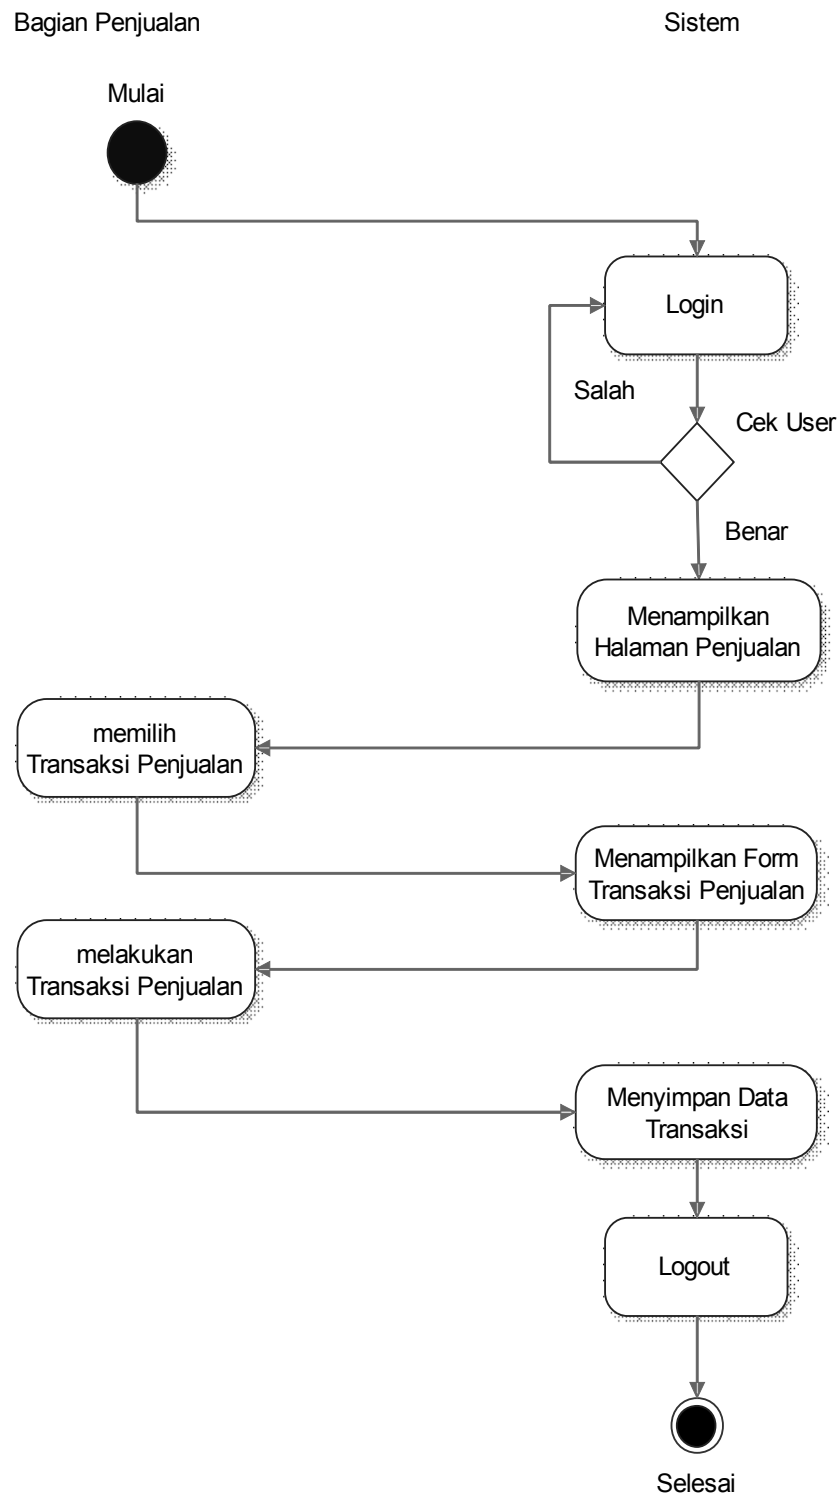 Bagian Penjualan
Sistem
Mulai
Login
Salah
Cek User
Benar
Menampilkan
Halaman Penjualan
memilih
Transaksi Penjualan
Menampilkan Form
Transaksi Penjualan
melakukan
Transaksi Penjualan
Menyimpan Data
Transaksi
Logout
Selesai